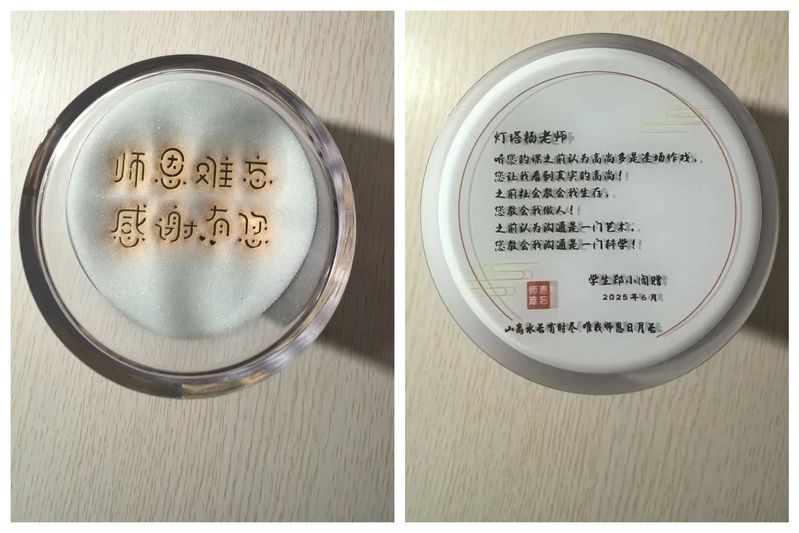 师恩难忘
感谢有您
灯塔杨老师
听您的课之前认为高尚多是逢场作戏..
您让我看到真实的高尚!
之前社会教会我生存..
您教会我做人!
之前认为沟通是一门艺术..
您教会我沟通是一门科学!
学生郑小闰赠
2025年6月
师恩难忘
山高水长有时尽 唯我师恩日月长